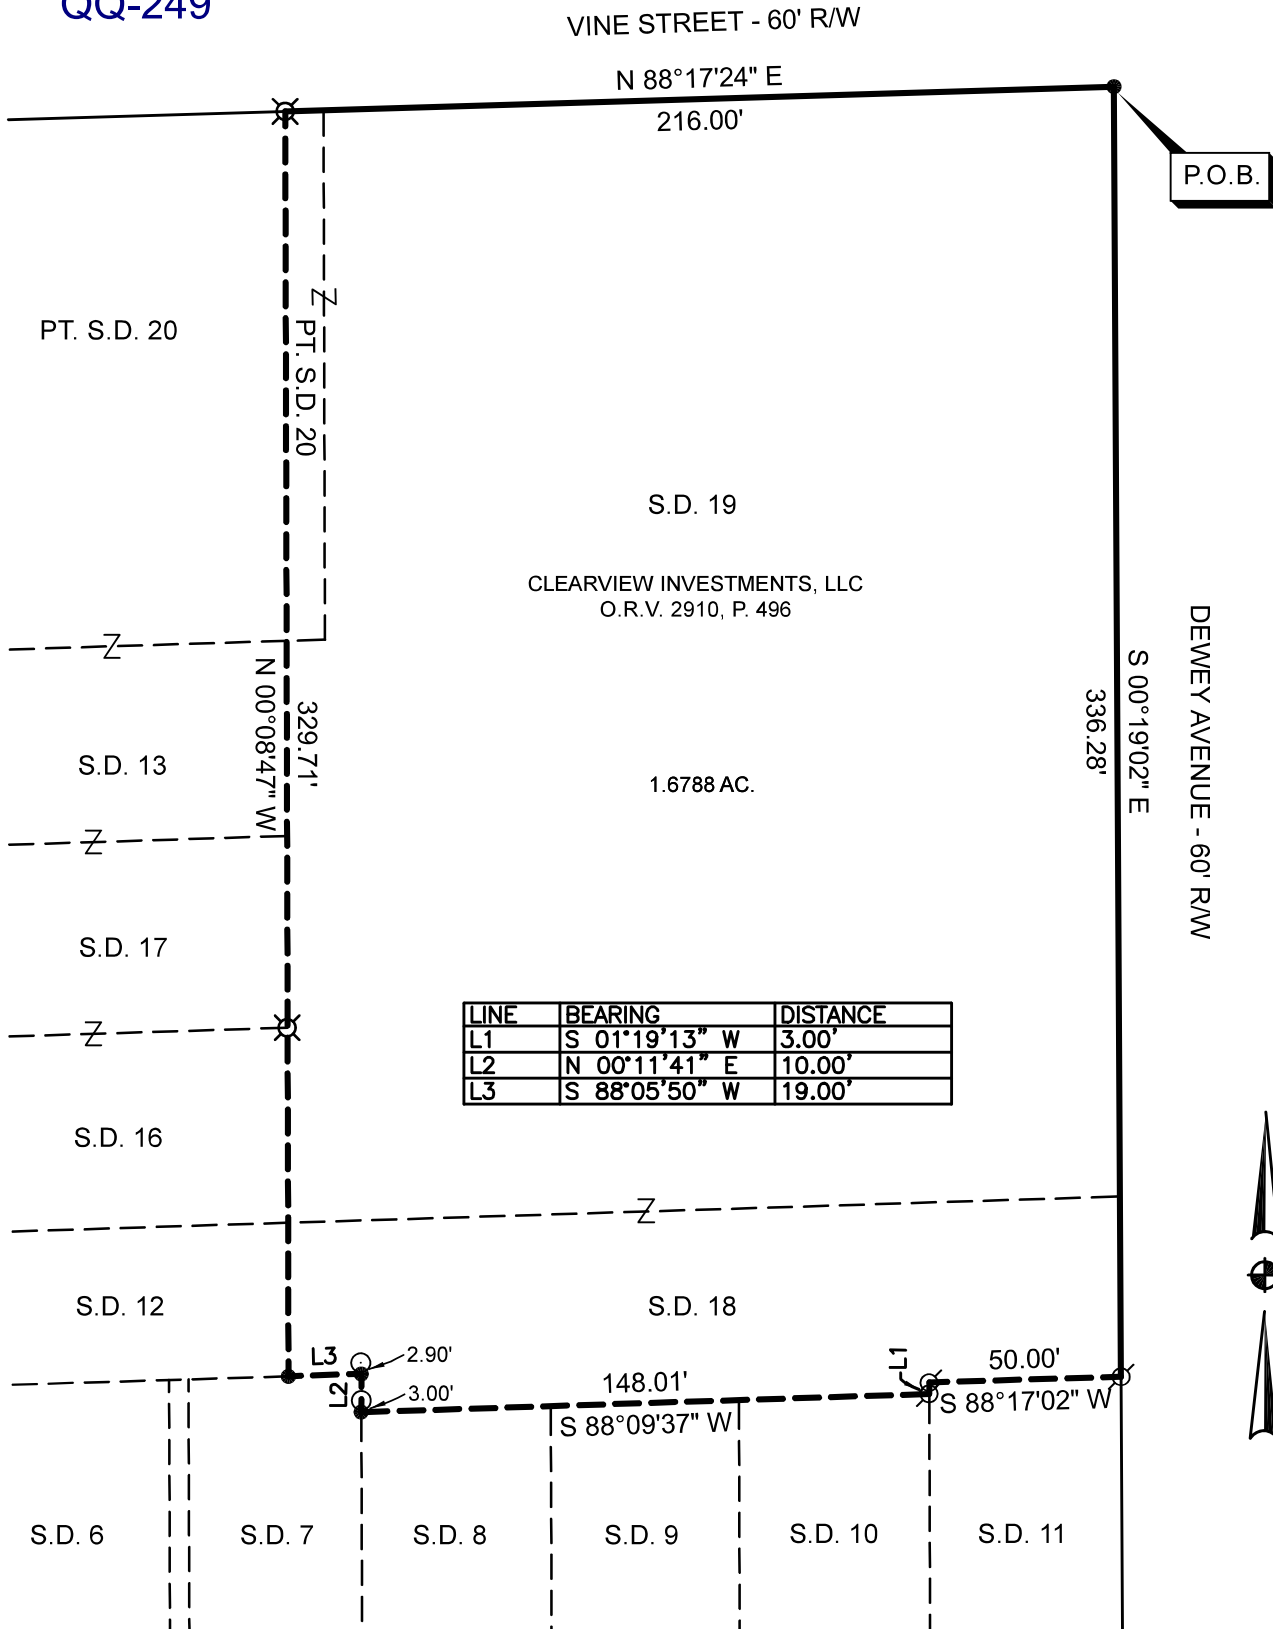 QQ-249
VINE STREET - 60' R/W
N 88°17'24" E
216.00'
P.O.B.
PT. S.D. 20
PT. S.D. 20
S.D. 19
CLEARVIEW INVESTMENTS, LLC
O.R.V. 2910, P. 496
N 00°08'47" W
329.71'
336.28'
S 00°19'02" E
DEWEY AVENUE - 60' R/W
S.D. 13
1.6788 AC.
S.D. 17
LINE BEARING DISTANCE
L1 S 01°19'13" W 3.00'
L2 N 00°11'41" E 10.00'
L3 S 88°05'50" W 19.00'
S.D. 16
S.D. 12
S.D. 18
L3
2.90'
L2
3.00'
148.01'
S 88°09'37" W
L1
50.00'
S 88°17'02" W
S.D. 6
S.D. 7
S.D. 8
S.D. 9
S.D. 10
S.D. 11